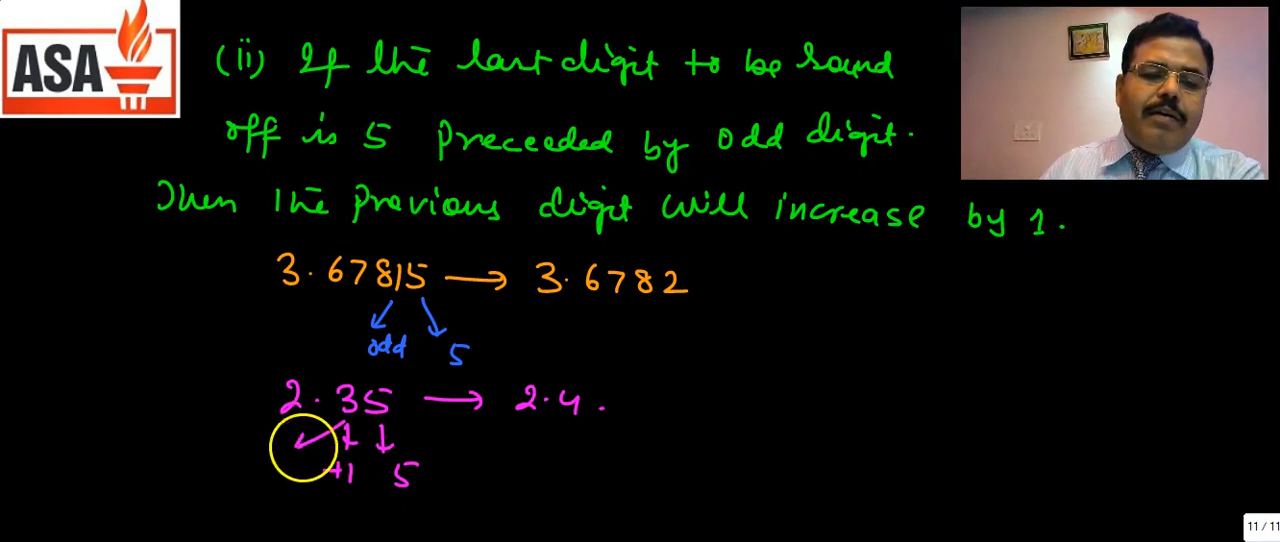 ASA
(ii) If the last digit to be round
off is 5 preceeded by odd digit.
Then the previous digit will increase by 1.
3.67815 → 3.6782
odd 5
2.35 → 2.4.
+1 5
11 / 11